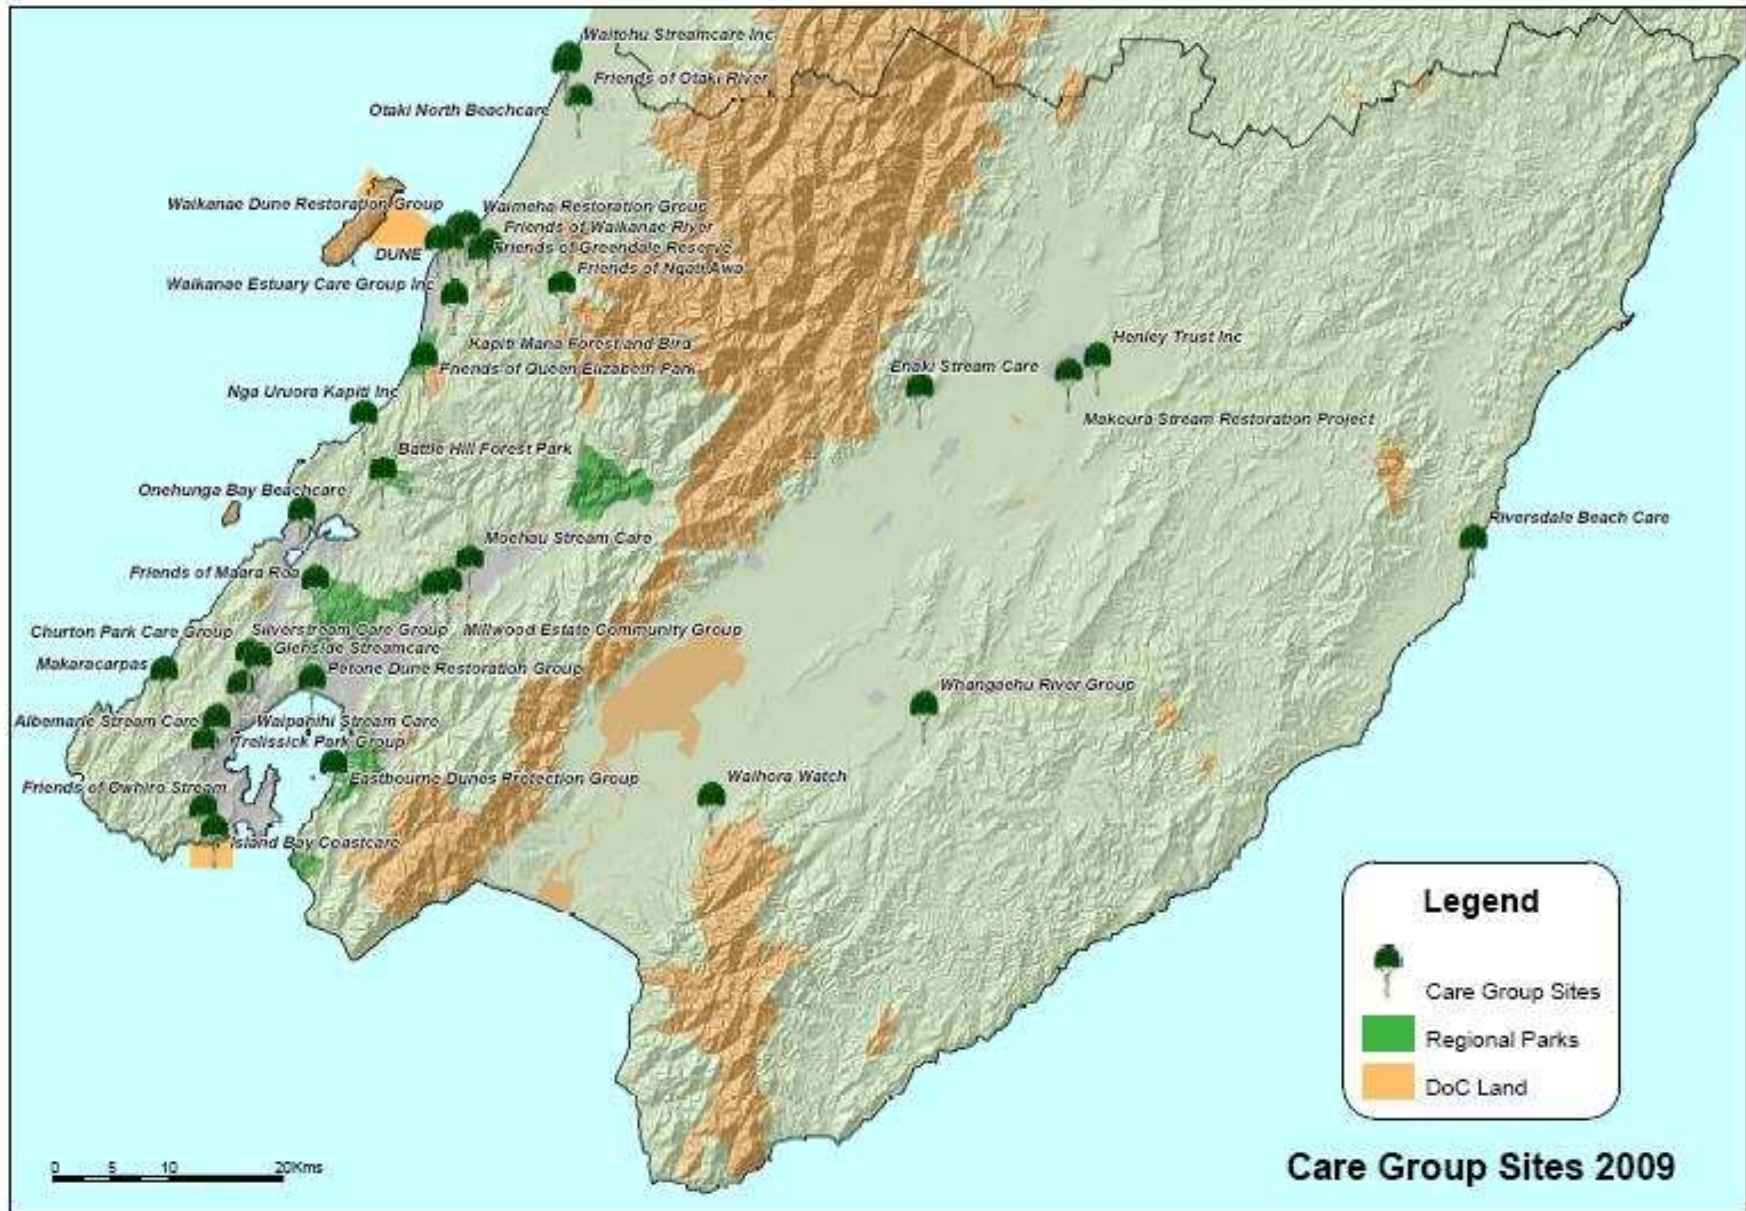 Waitohu Streamcare Inc
Friends of Otaki River
Otaki North Beachcare
Waikanae Dune Restoration Group
Waimeha Restoration Group
Friends of Waikanae River
Friends of Greendale Reserve
DUNE
Friends of Ngati Awa
Waikanae Estuary Care Group Inc
Kapiti Mana Forest and Bird
Friends of Queen Elizabeth Park
Henley Trust Inc
Enaki Stream Care
Nga Uruora Kapiti Inc
Makoura Stream Restoration Project
Battle Hill Forest Park
Onehunga Bay Beachcare
Riversdale Beach Care
Moehau Stream Care
Friends of Maara Roa
Churton Park Care Group
Silverstream Care Group
Millwood Estate Community Group
Glenside Streamcare
Makaracarpas
Petone Dune Restoration Group
Whangaehu River Group
Albemarle Stream Care
Waipahihi Stream Care
Trelissick Park Group
Eastbourne Dunes Protection Group
Waihora Watch
Friends of Owhiro Stream
Island Bay Coastcare
Legend
Care Group Sites
Regional Parks
DoC Land
0 5 10 20Kms
Care Group Sites 2009